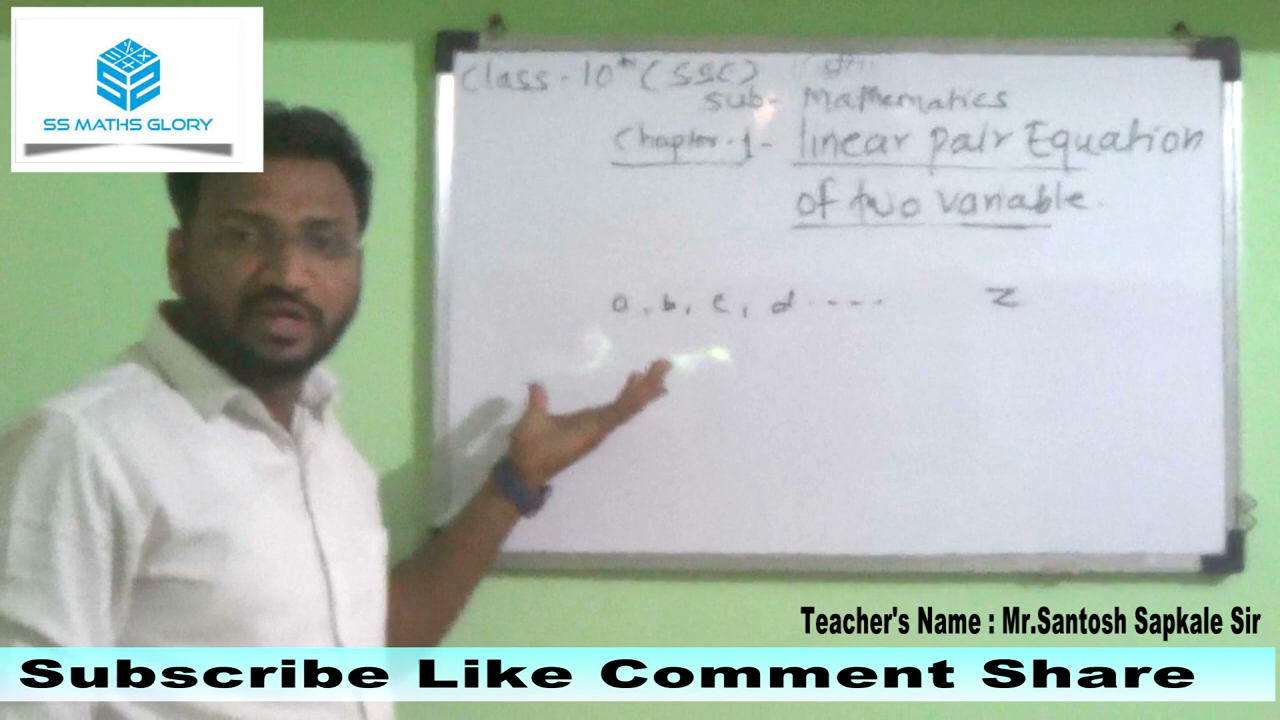 SS MATHS GLORY
Class - 10th (SSC)
Sub - Mathematics
Chapter - 1 - linear pair Equation
of two variable.
a, b, c, d ---- z
Teacher's Name : Mr.Santosh Sapkale Sir
Subscribe Like Comment Share